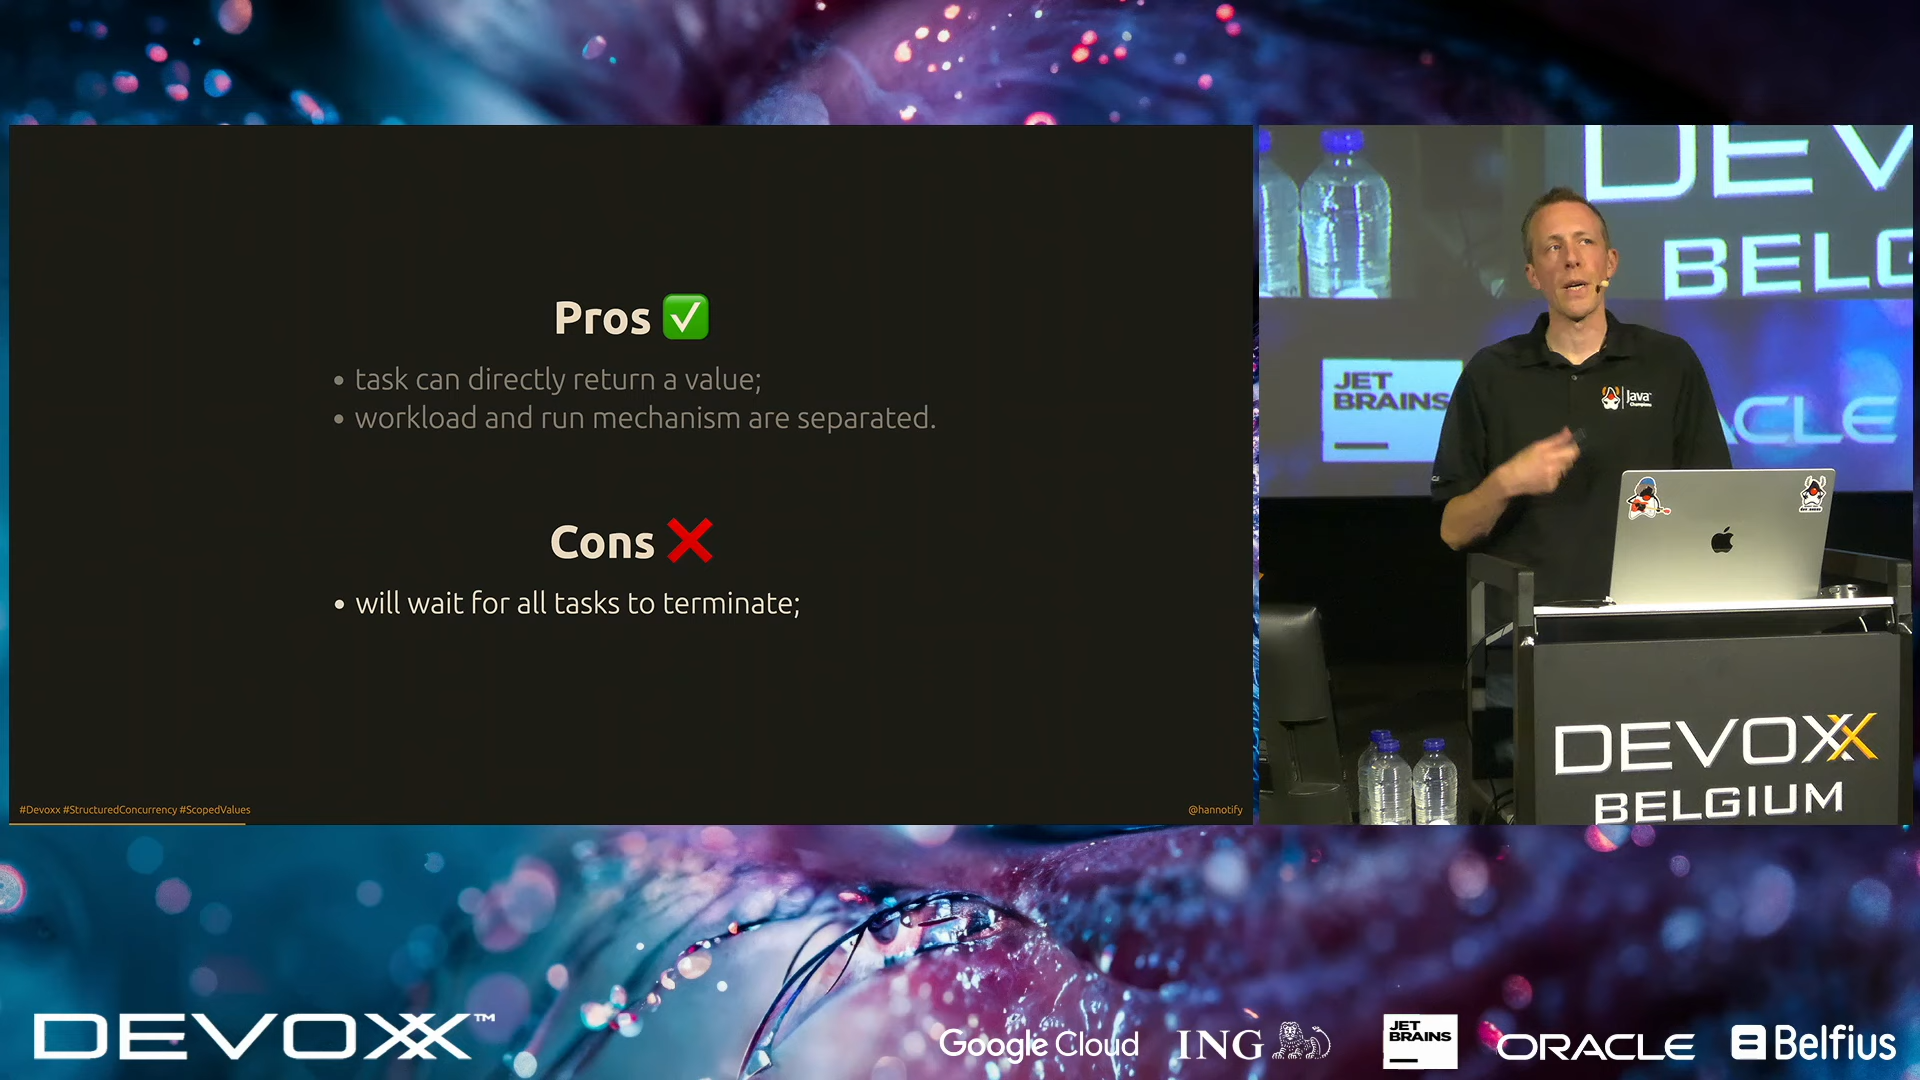 Pros
• task can directly return a value;
• workload and run mechanism are separated.
Cons
• will wait for all tasks to terminate;
#Devoxx #StructuredConcurrency #ScopedValues
@hannotify
DEV
BELG
JET
BRAINS
ACLE
Java
Champions
DEVOXX
BELGIUM
DEVOXX™
Google Cloud
ING
JET
BRAINS
ORACLE
Belfius